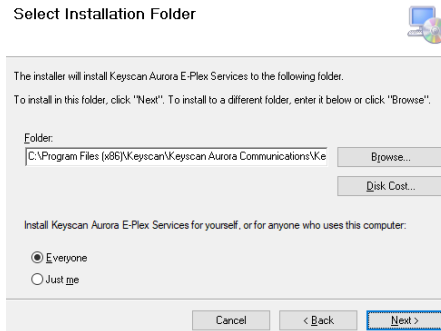 Select Installation Folder
The installer will install Keyscan Aurora E-Plex Services to the following folder.
To install in this folder, click "Next". To install to a different folder, enter it below or click "Browse".
Folder:
C:\Program Files (x86)\Keyscan\Keyscan Aurora Communications\Ke
Browse...
Disk Cost...
Install Keyscan Aurora E-Plex Services for yourself, or for anyone who uses this computer:
Everyone
Just me
Cancel
< Back
Next >